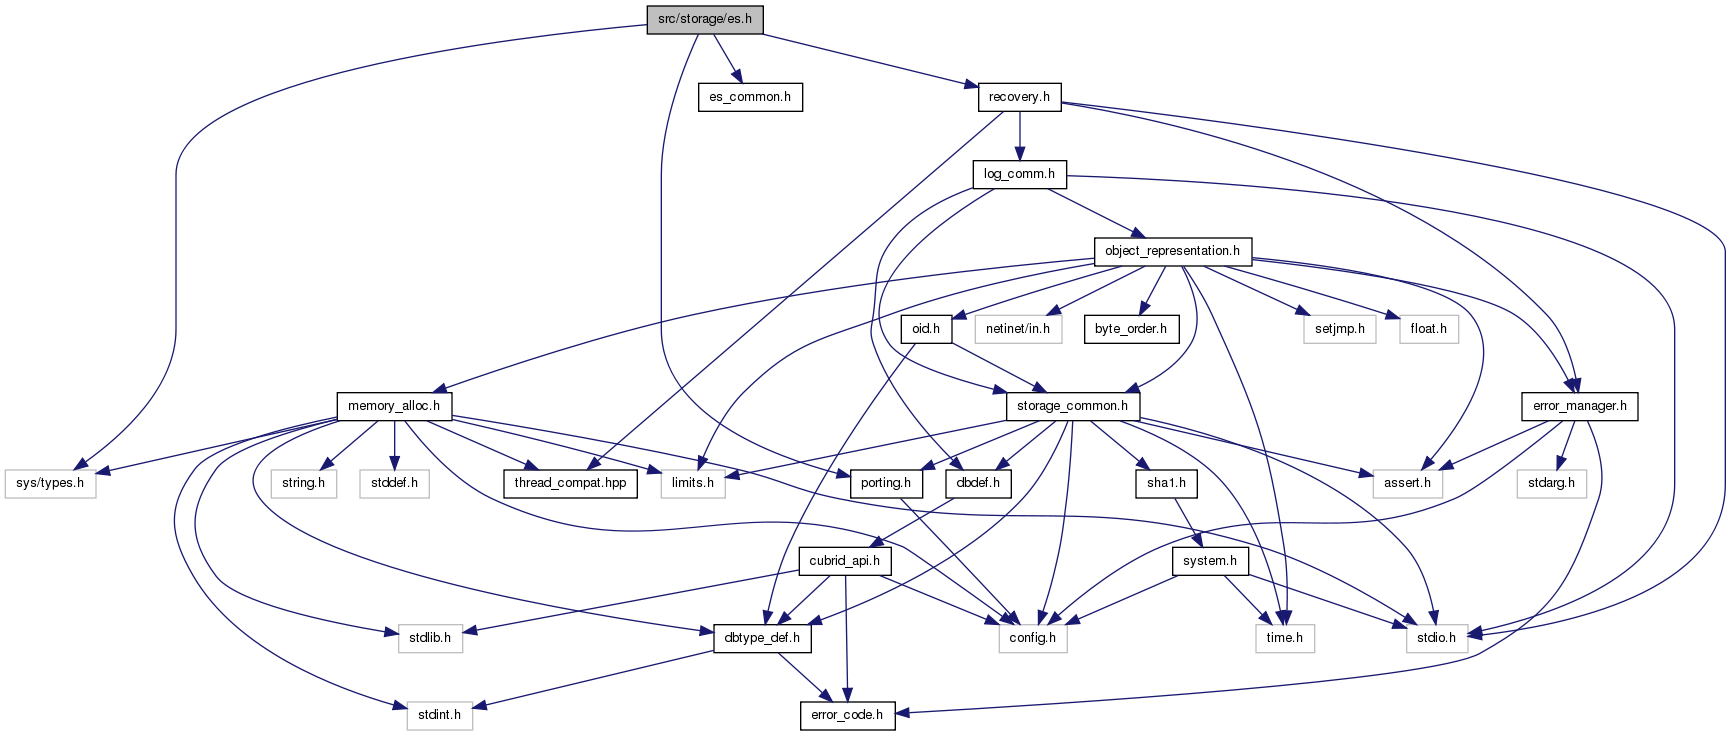 src/storage/es.h
es_common.h
recovery.h
log_comm.h
object_representation.h
oid.h
netinet/in.h
byte_order.h
setjmp.h
float.h
memory_alloc.h
storage_common.h
error_manager.h
sys/types.h
string.h
stddef.h
thread_compat.hpp
limits.h
porting.h
dbdef.h
sha1.h
assert.h
stdarg.h
cubrid_api.h
system.h
stdlib.h
dbtype_def.h
config.h
time.h
stdio.h
stdint.h
error_code.h